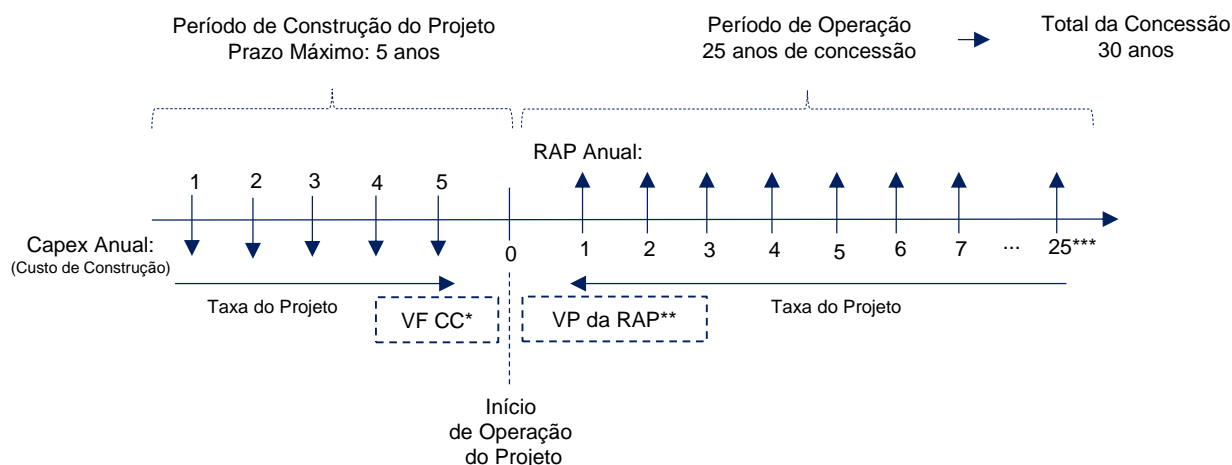 Período de Construção do Projeto
Prazo Máximo: 5 anos
Período de Operação
25 anos de concessão
Total da Concessão
30 anos
RAP Anual:
1 2 3 4 5
Capex Anual:
(Custo de Construção)
0 1 2 3 4 5 6 7 ... 25***
Taxa do Projeto
VF CC*
VP da RAP**
Taxa do Projeto
Início
de Operação
do Projeto